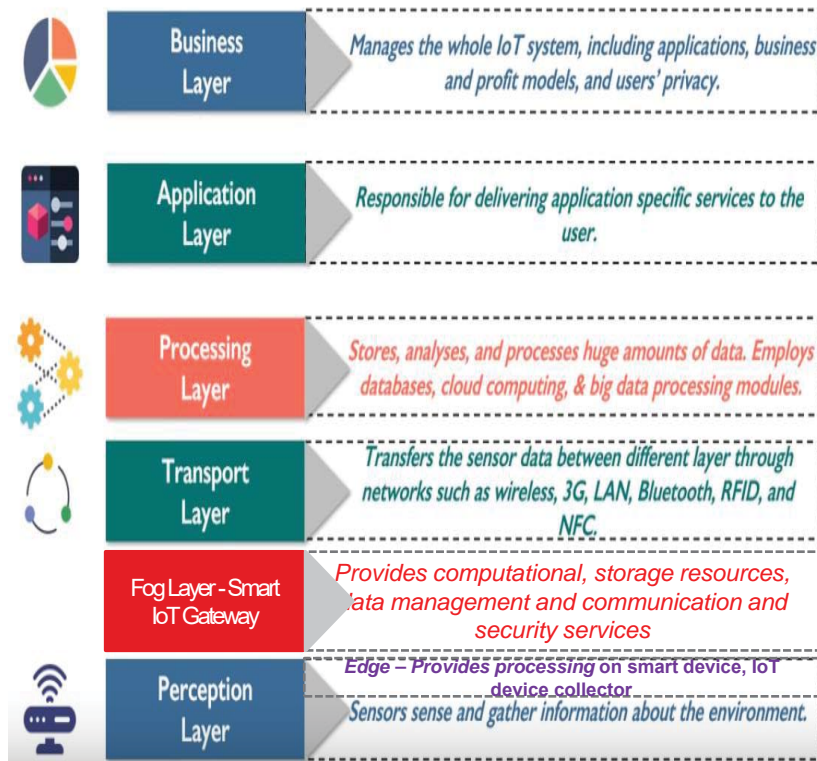 Business
Layer
Manages the whole IoT system, including applications, business
and profit models, and users' privacy.
Application
Layer
Responsible for delivering application specific services to the
user.
Processing
Layer
Stores, analyses, and processes huge amounts of data. Employs
databases, cloud computing, & big data processing modules.
Transport
Layer
Transfers the sensor data between different layer through
networks such as wireless, 3G, LAN, Bluetooth, RFID, and
NFC.
Fog Layer - Smart
IoT Gateway
Provides computational, storage resources,
data management and communication and
security services
Perception
Layer
Edge – Provides processing on smart device, IoT
device collector
Sensors sense and gather information about the environment.